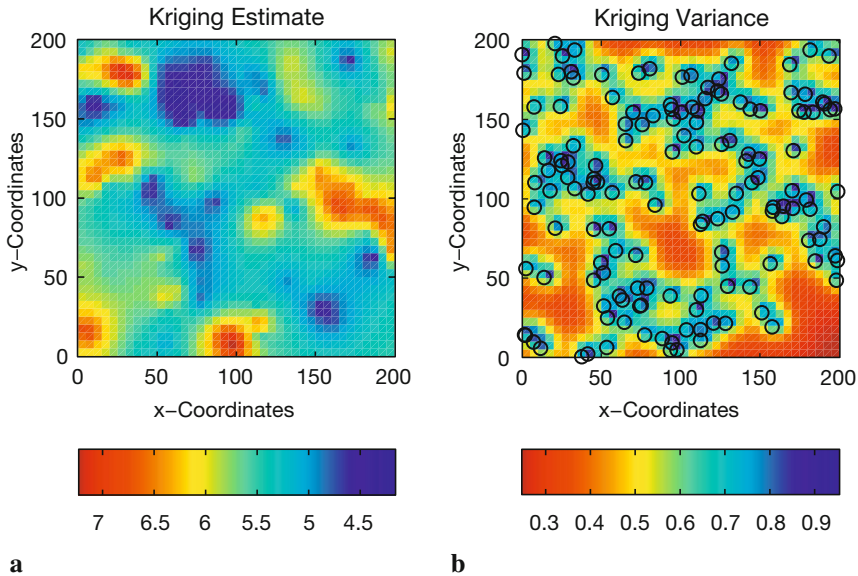 Kriging Estimate
200
150
100
50
0
y−Coordinates
0 50 100 150 200
x−Coordinates
7 6.5 6 5.5 5 4.5
a
Kriging Variance
200
150
100
50
0
y−Coordinates
0 50 100 150 200
x−Coordinates
0.3 0.4 0.5 0.6 0.7 0.8 0.9
b